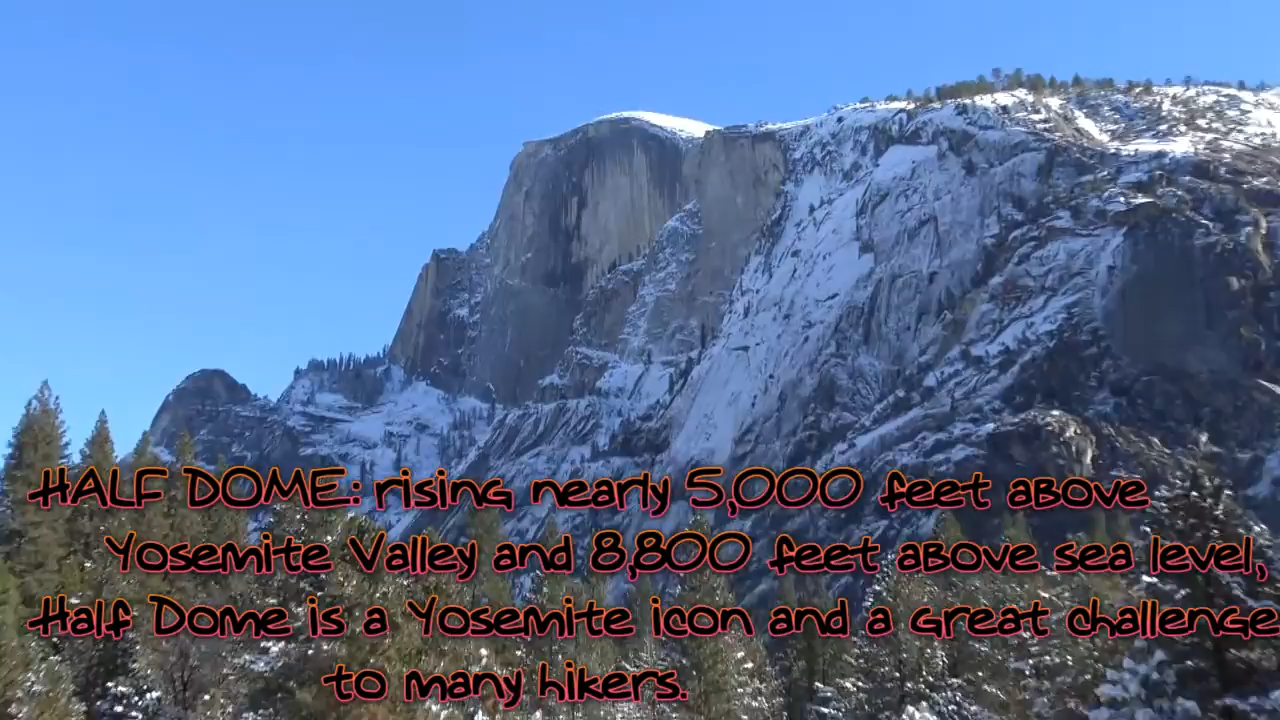 HALF DOME: rising nearly 5,000 feet above
Yosemite Valley and 8,800 feet above sea level,
Half Dome is a Yosemite icon and a great challenge
to many hikers.